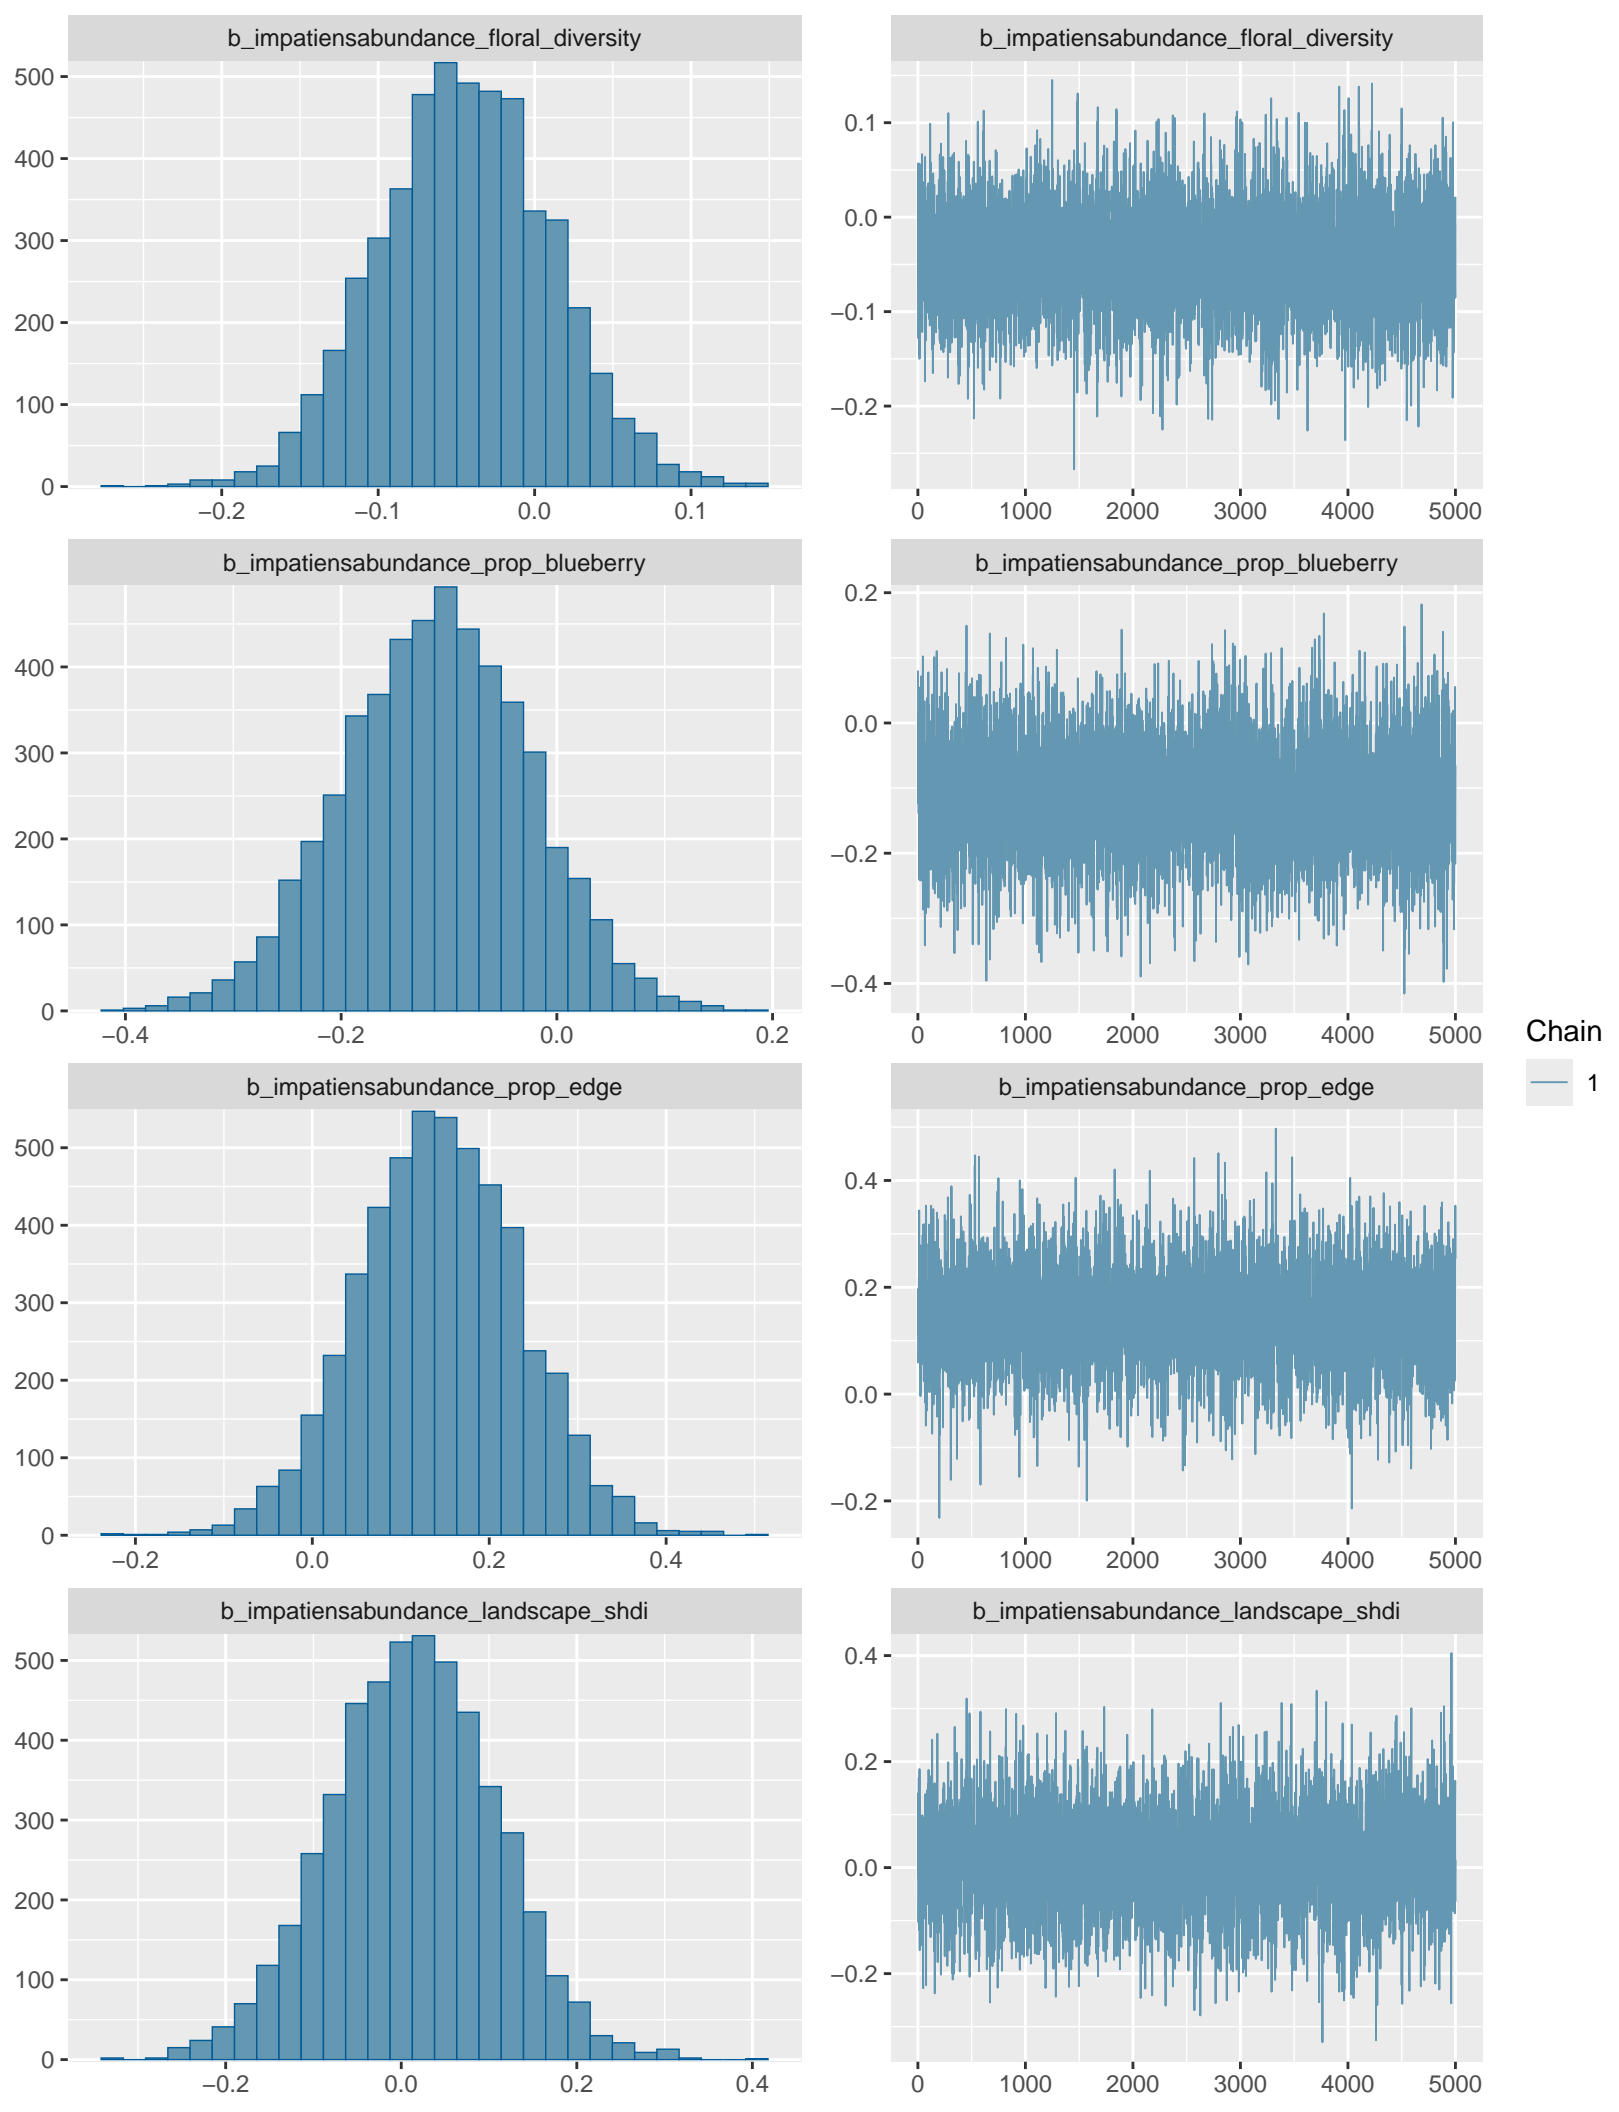 b_impatiensabundance_floral_diversity
b_impatiensabundance_floral_diversity
500
400
300
200
100
0
−0.2 −0.1 0.0 0.1
0.1
0.0
−0.1
−0.2
0 1000 2000 3000 4000 5000
b_impatiensabundance_prop_blueberry
b_impatiensabundance_prop_blueberry
400
300
200
100
0
−0.4 −0.2 0.0 0.2
0.2
0.0
−0.2
−0.4
0 1000 2000 3000 4000 5000
b_impatiensabundance_prop_edge
b_impatiensabundance_prop_edge
500
400
300
200
100
0
−0.2 0.0 0.2 0.4
0.4
0.2
0.0
−0.2
0 1000 2000 3000 4000 5000
b_impatiensabundance_landscape_shdi
b_impatiensabundance_landscape_shdi
500
400
300
200
100
0
−0.2 0.0 0.2 0.4
0.4
0.2
0.0
−0.2
0 1000 2000 3000 4000 5000
Chain
1